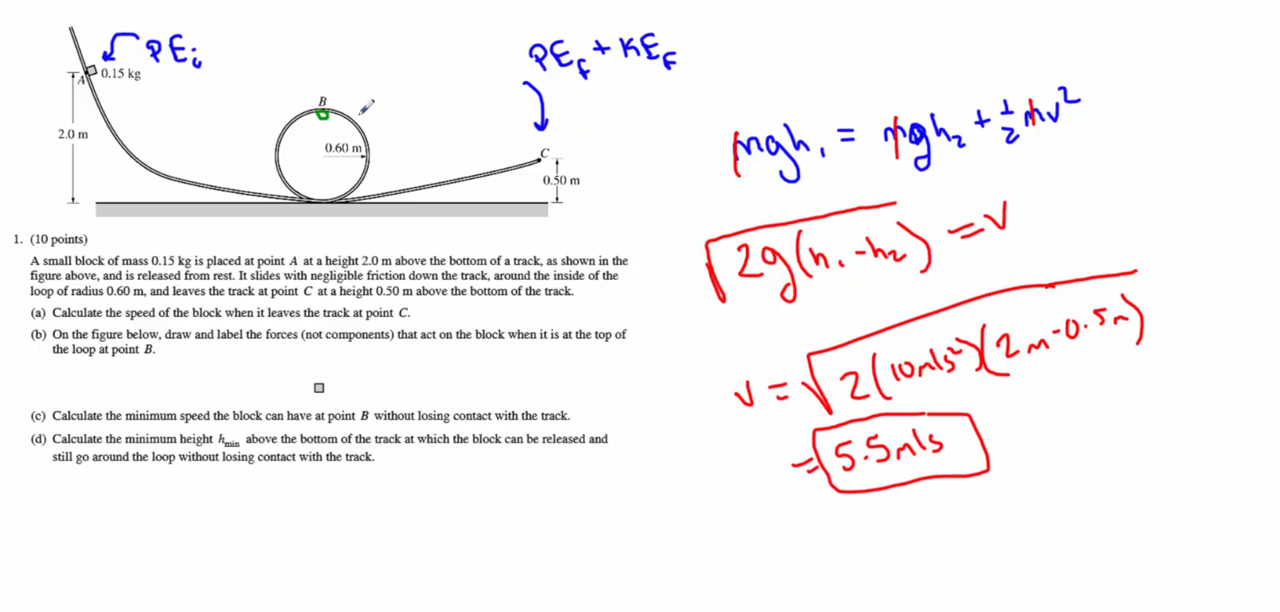 PEi
PEf + KEf
A
0.15 kg
B
2.0 m
0.60 m
C
0.50 m
mgh₁ = mgh₂ + ½mv²
√2g(h₁-h₂) = v
v = √2(10m/s²)(2m-0.5m)
= 5.5m/s
1. (10 points)
A small block of mass 0.15 kg is placed at point A at a height 2.0 m above the bottom of a track, as shown in the
figure above, and is released from rest. It slides with negligible friction down the track, around the inside of the
loop of radius 0.60 m, and leaves the track at point C at a height 0.50 m above the bottom of the track.
(a) Calculate the speed of the block when it leaves the track at point C.
(b) On the figure below, draw and label the forces (not components) that act on the block when it is at the top of
the loop at point B.
(c) Calculate the minimum speed the block can have at point B without losing contact with the track.
(d) Calculate the minimum height hmin above the bottom of the track at which the block can be released and
still go around the loop without losing contact with the track.